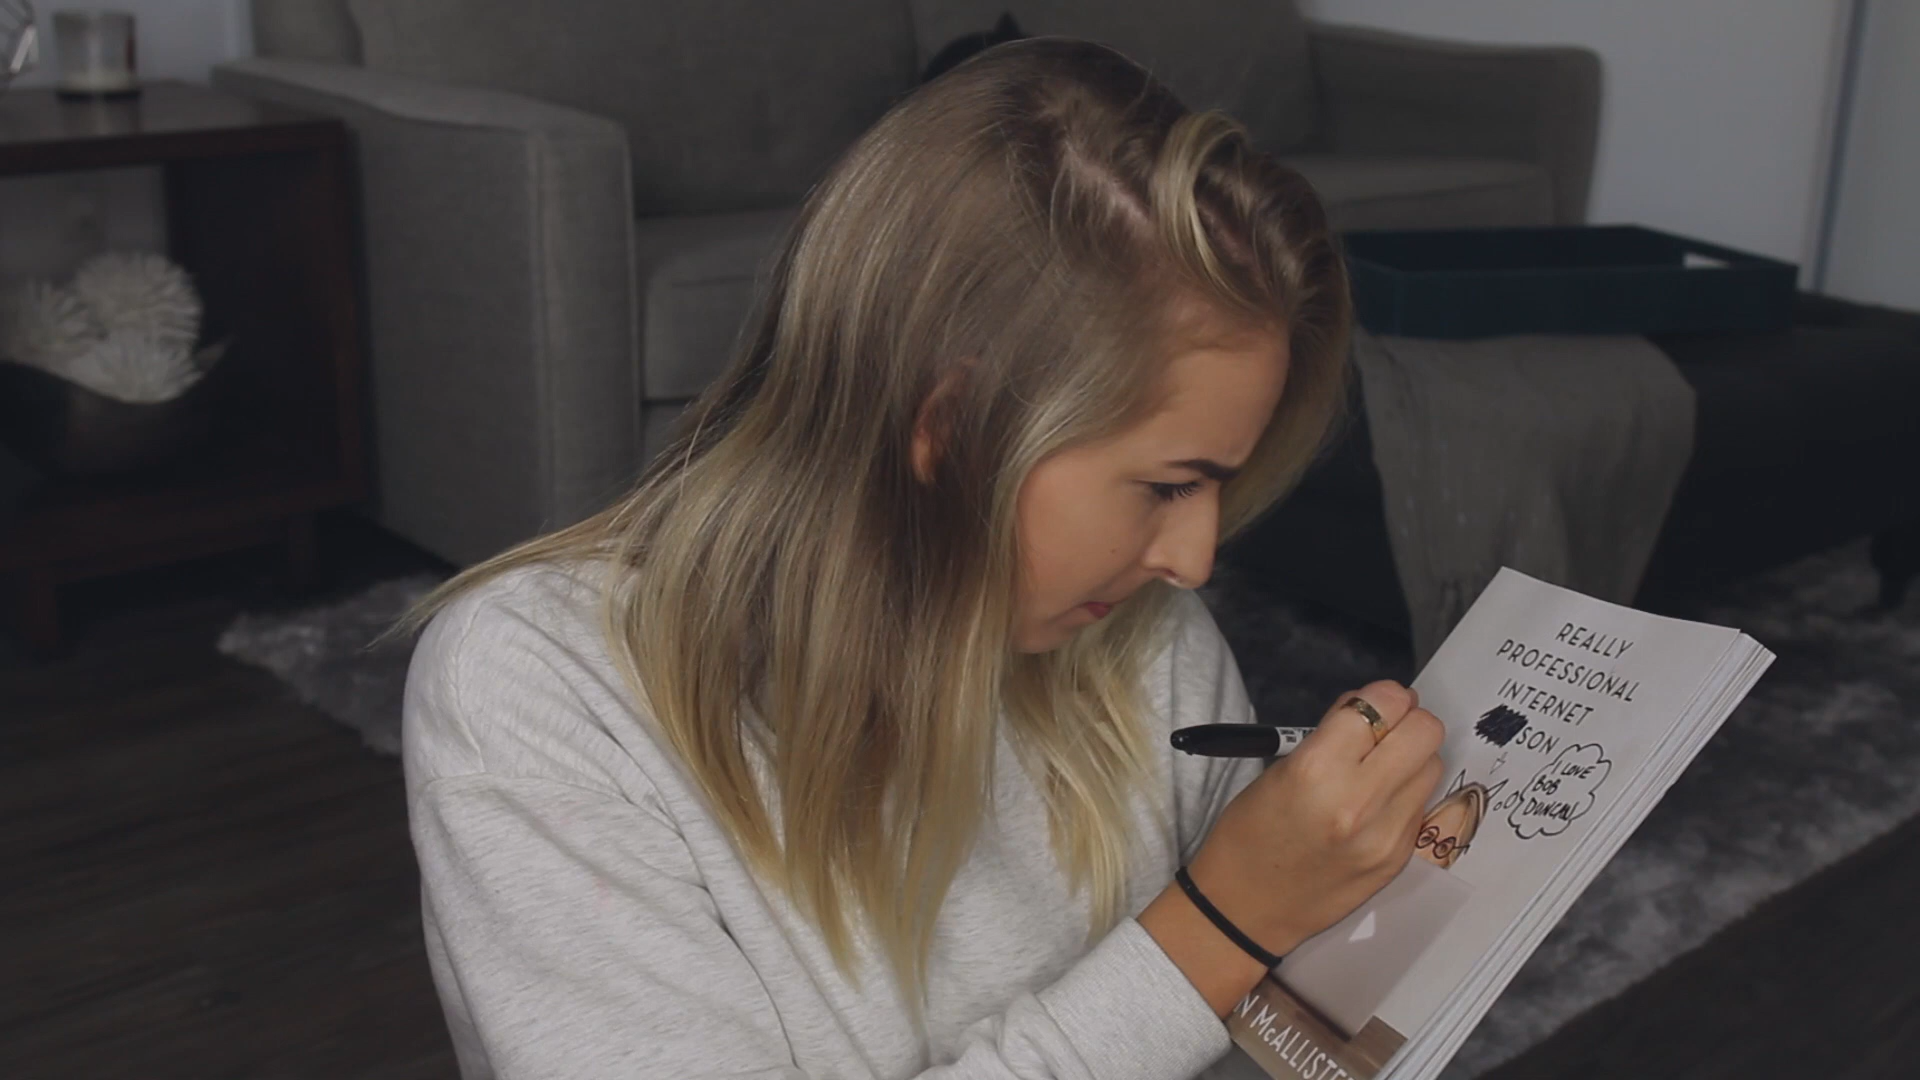 REALLY
PROFESSIONAL
INTERNET
SON
I LOVE
BOB
DUNCAN
N MCALLISTE